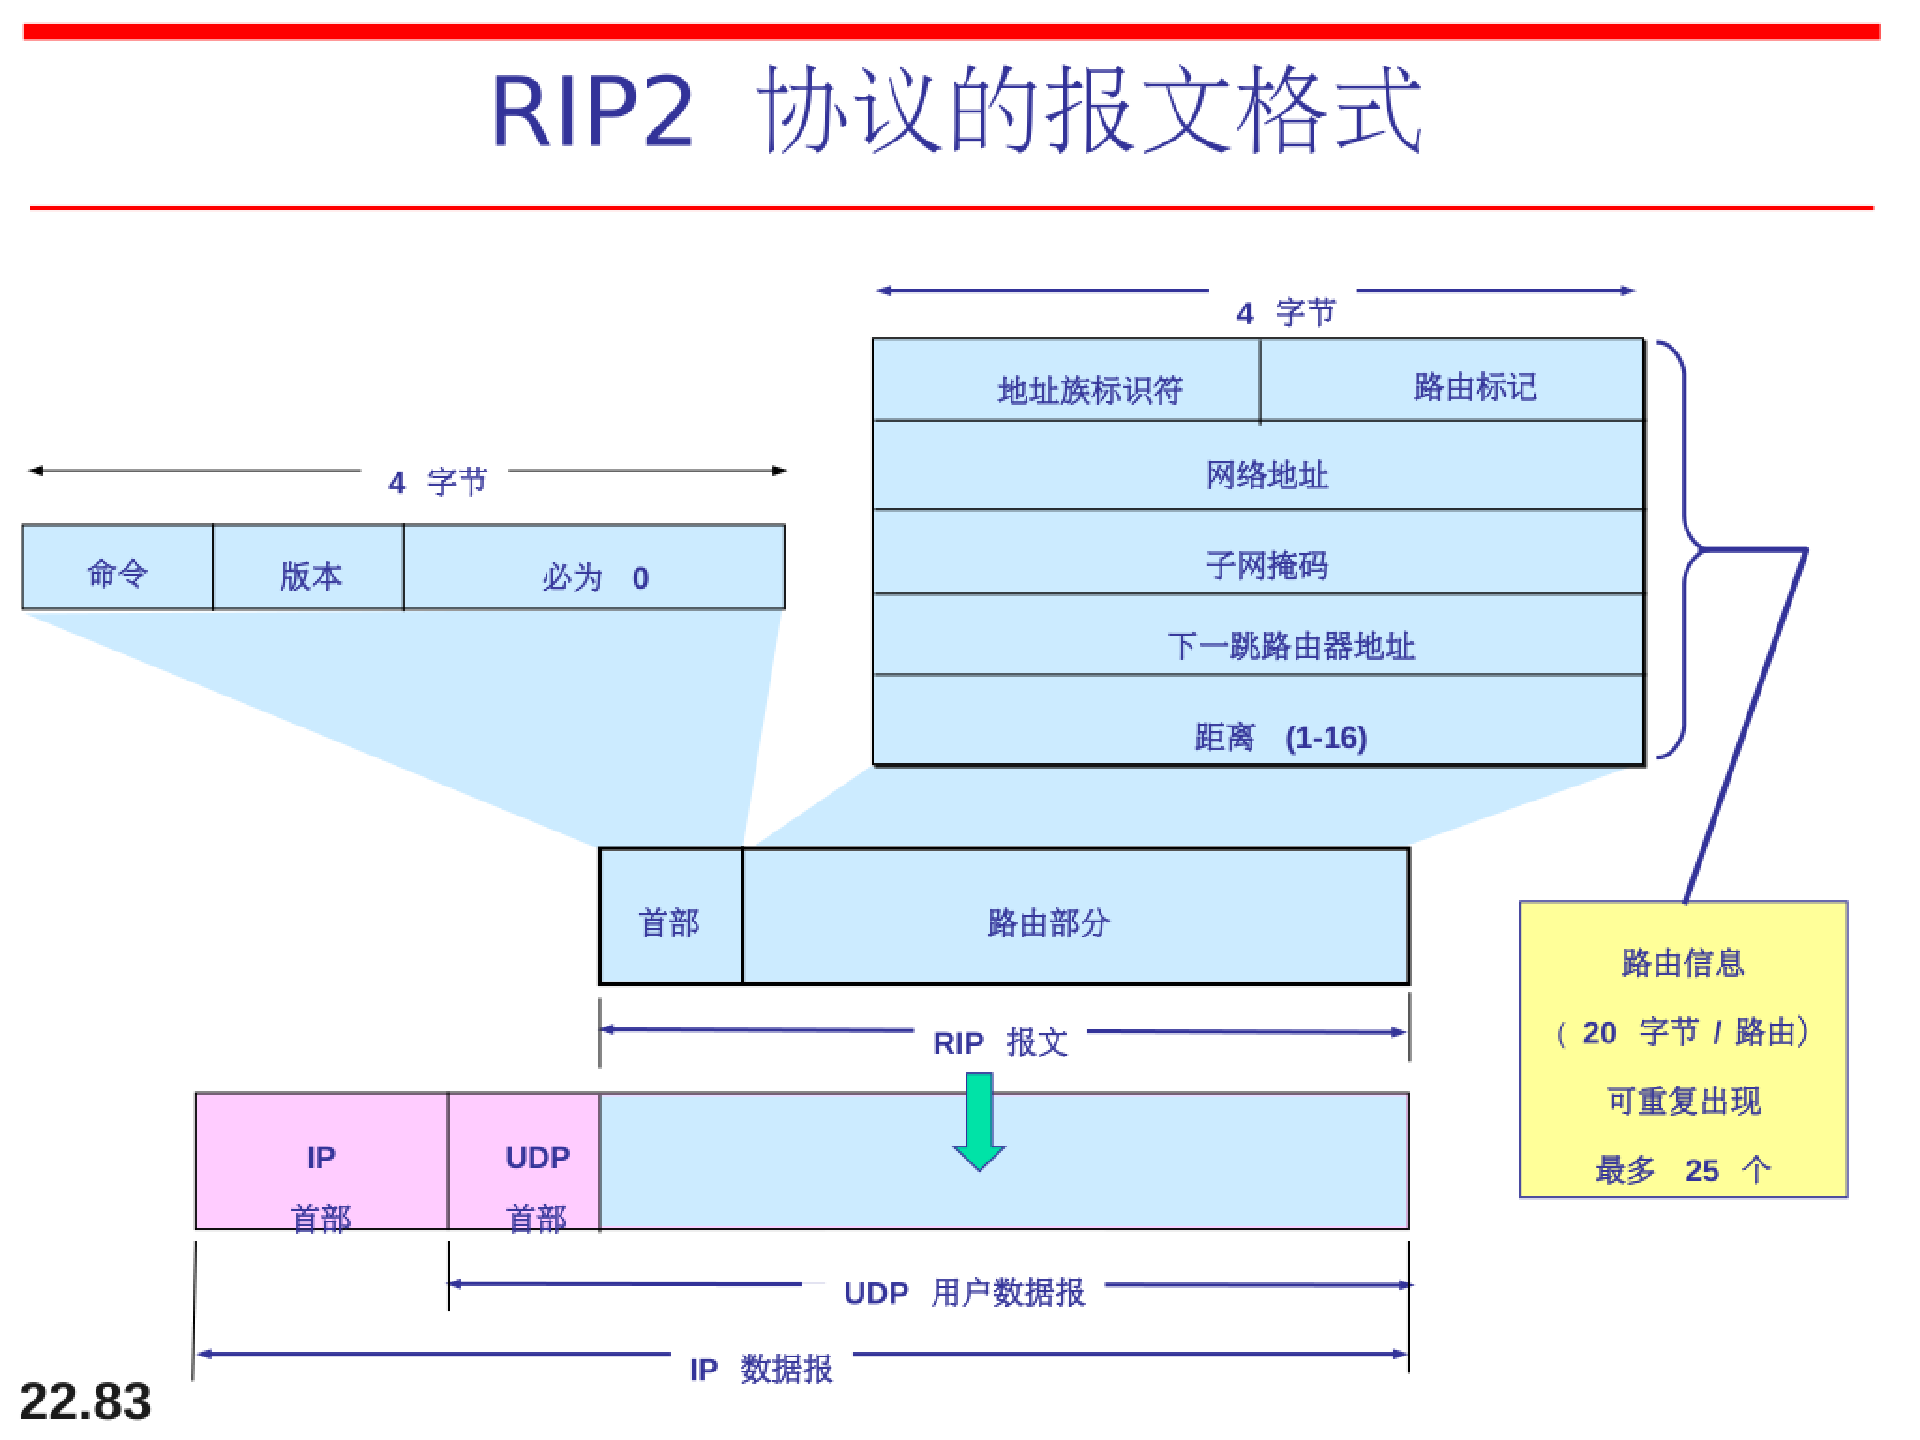 RIP2 协议的报文格式
4 字节
地址族标识符 路由标记
网络地址
子网掩码
下一跳路由器地址
距离 (1-16)
4 字节
命令 版本 必为 0
首部 路由部分
RIP 报文
路由信息
( 20 字节 / 路由)
可重复出现
最多 25 个
IP
首部
UDP
首部
UDP 用户数据报
IP 数据报
22.83